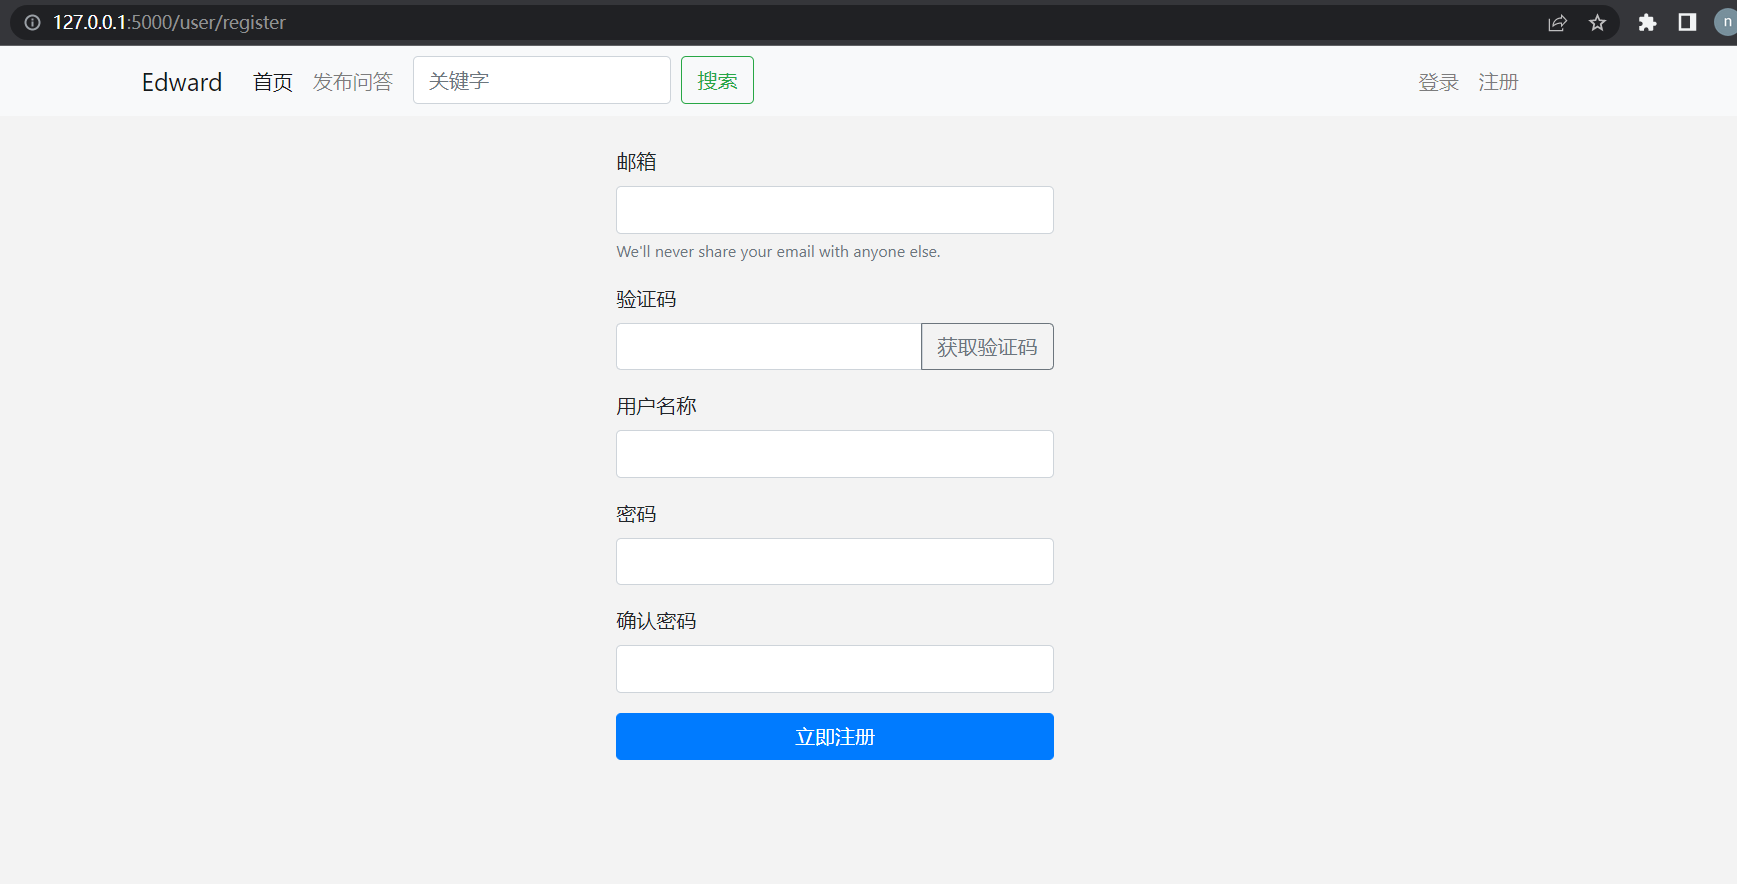 127.0.0.1:5000/user/register
n
Edward 首页 发布问答 关键字 搜索 登录 注册
邮箱
We'll never share your email with anyone else.
验证码
获取验证码
用户名称
密码
确认密码
立即注册